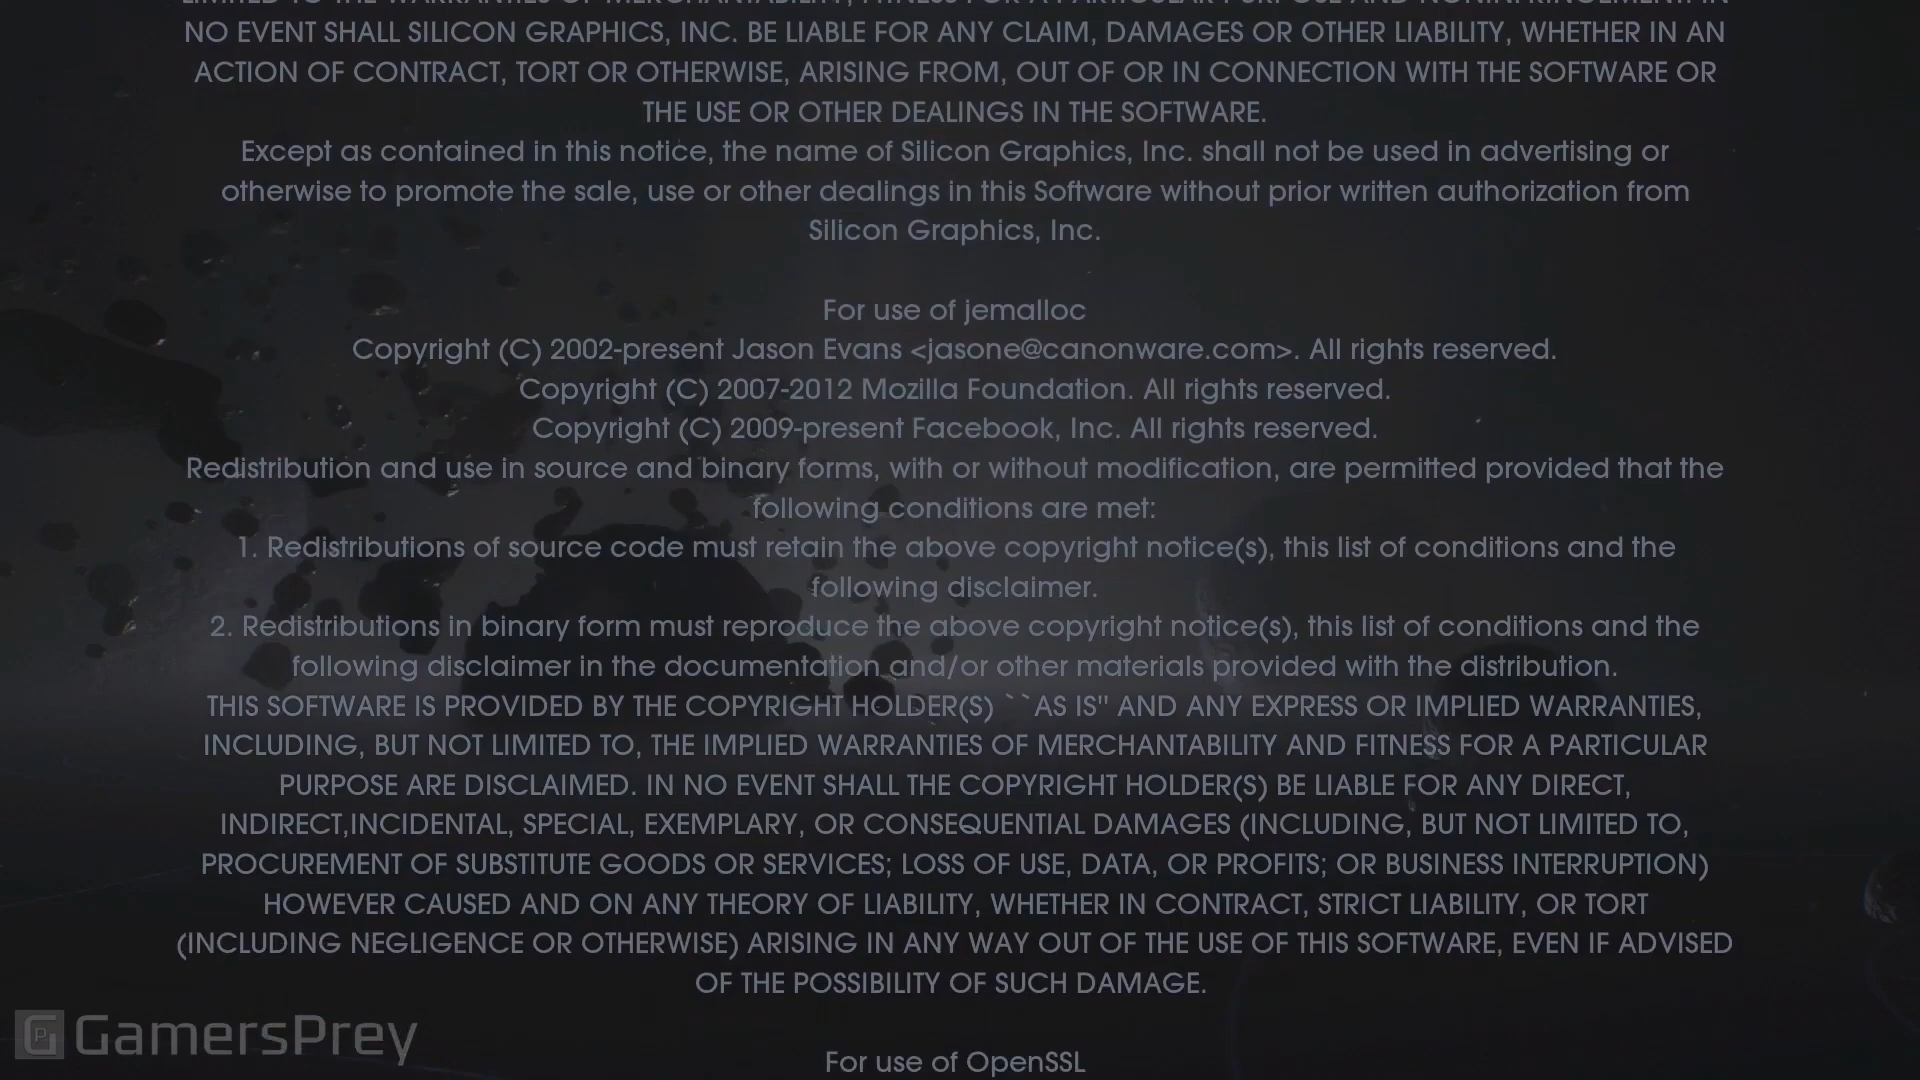 LIMITED TO THE WARRANTIES OF MERCHANTABILITY, FITNESS FOR A PARTICULAR PURPOSE AND NONINFRINGEMENT. IN
NO EVENT SHALL SILICON GRAPHICS, INC. BE LIABLE FOR ANY CLAIM, DAMAGES OR OTHER LIABILITY, WHETHER IN AN
ACTION OF CONTRACT, TORT OR OTHERWISE, ARISING FROM, OUT OF OR IN CONNECTION WITH THE SOFTWARE OR
THE USE OR OTHER DEALINGS IN THE SOFTWARE.
Except as contained in this notice, the name of Silicon Graphics, Inc. shall not be used in advertising or
otherwise to promote the sale, use or other dealings in this Software without prior written authorization from
Silicon Graphics, Inc.
For use of jemalloc
Copyright (C) 2002-present Jason Evans <jasone@canonware.com>. All rights reserved.
Copyright (C) 2007-2012 Mozilla Foundation. All rights reserved.
Copyright (C) 2009-present Facebook, Inc. All rights reserved.
Redistribution and use in source and binary forms, with or without modification, are permitted provided that the
following conditions are met:
1. Redistributions of source code must retain the above copyright notice(s), this list of conditions and the
following disclaimer.
2. Redistributions in binary form must reproduce the above copyright notice(s), this list of conditions and the
following disclaimer in the documentation and/or other materials provided with the distribution.
THIS SOFTWARE IS PROVIDED BY THE COPYRIGHT HOLDER(S) ``AS IS" AND ANY EXPRESS OR IMPLIED WARRANTIES,
INCLUDING, BUT NOT LIMITED TO, THE IMPLIED WARRANTIES OF MERCHANTABILITY AND FITNESS FOR A PARTICULAR
PURPOSE ARE DISCLAIMED. IN NO EVENT SHALL THE COPYRIGHT HOLDER(S) BE LIABLE FOR ANY DIRECT,
INDIRECT,INCIDENTAL, SPECIAL, EXEMPLARY, OR CONSEQUENTIAL DAMAGES (INCLUDING, BUT NOT LIMITED TO,
PROCUREMENT OF SUBSTITUTE GOODS OR SERVICES; LOSS OF USE, DATA, OR PROFITS; OR BUSINESS INTERRUPTION)
HOWEVER CAUSED AND ON ANY THEORY OF LIABILITY, WHETHER IN CONTRACT, STRICT LIABILITY, OR TORT
(INCLUDING NEGLIGENCE OR OTHERWISE) ARISING IN ANY WAY OUT OF THE USE OF THIS SOFTWARE, EVEN IF ADVISED
OF THE POSSIBILITY OF SUCH DAMAGE.
GamersPrey
For use of OpenSSL